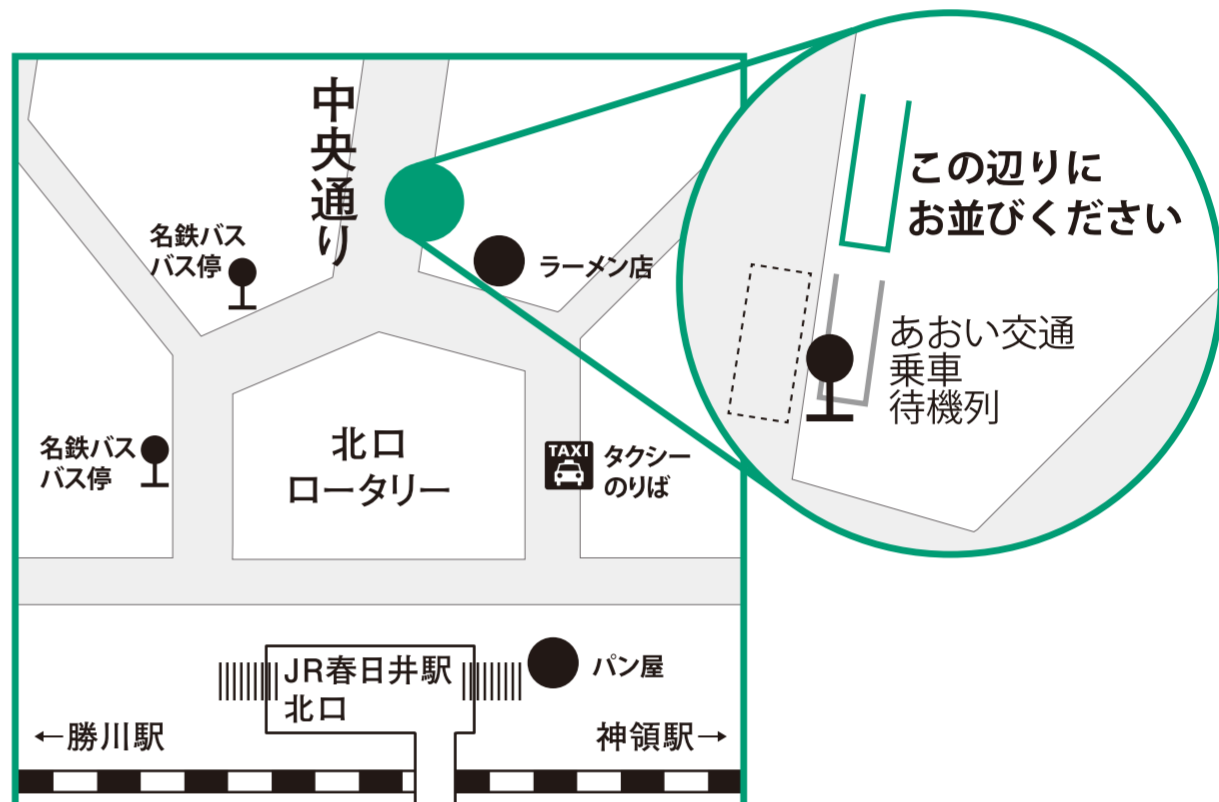 中央通り
この辺りに
お並びください
名鉄バス
バス停
ラーメン店
あおい交通
乗車
待機列
名鉄バス
バス停
北口
ロータリー
TAXI
タクシー
のりば
JR春日井駅
北口
パン屋
←勝川駅
神領駅→